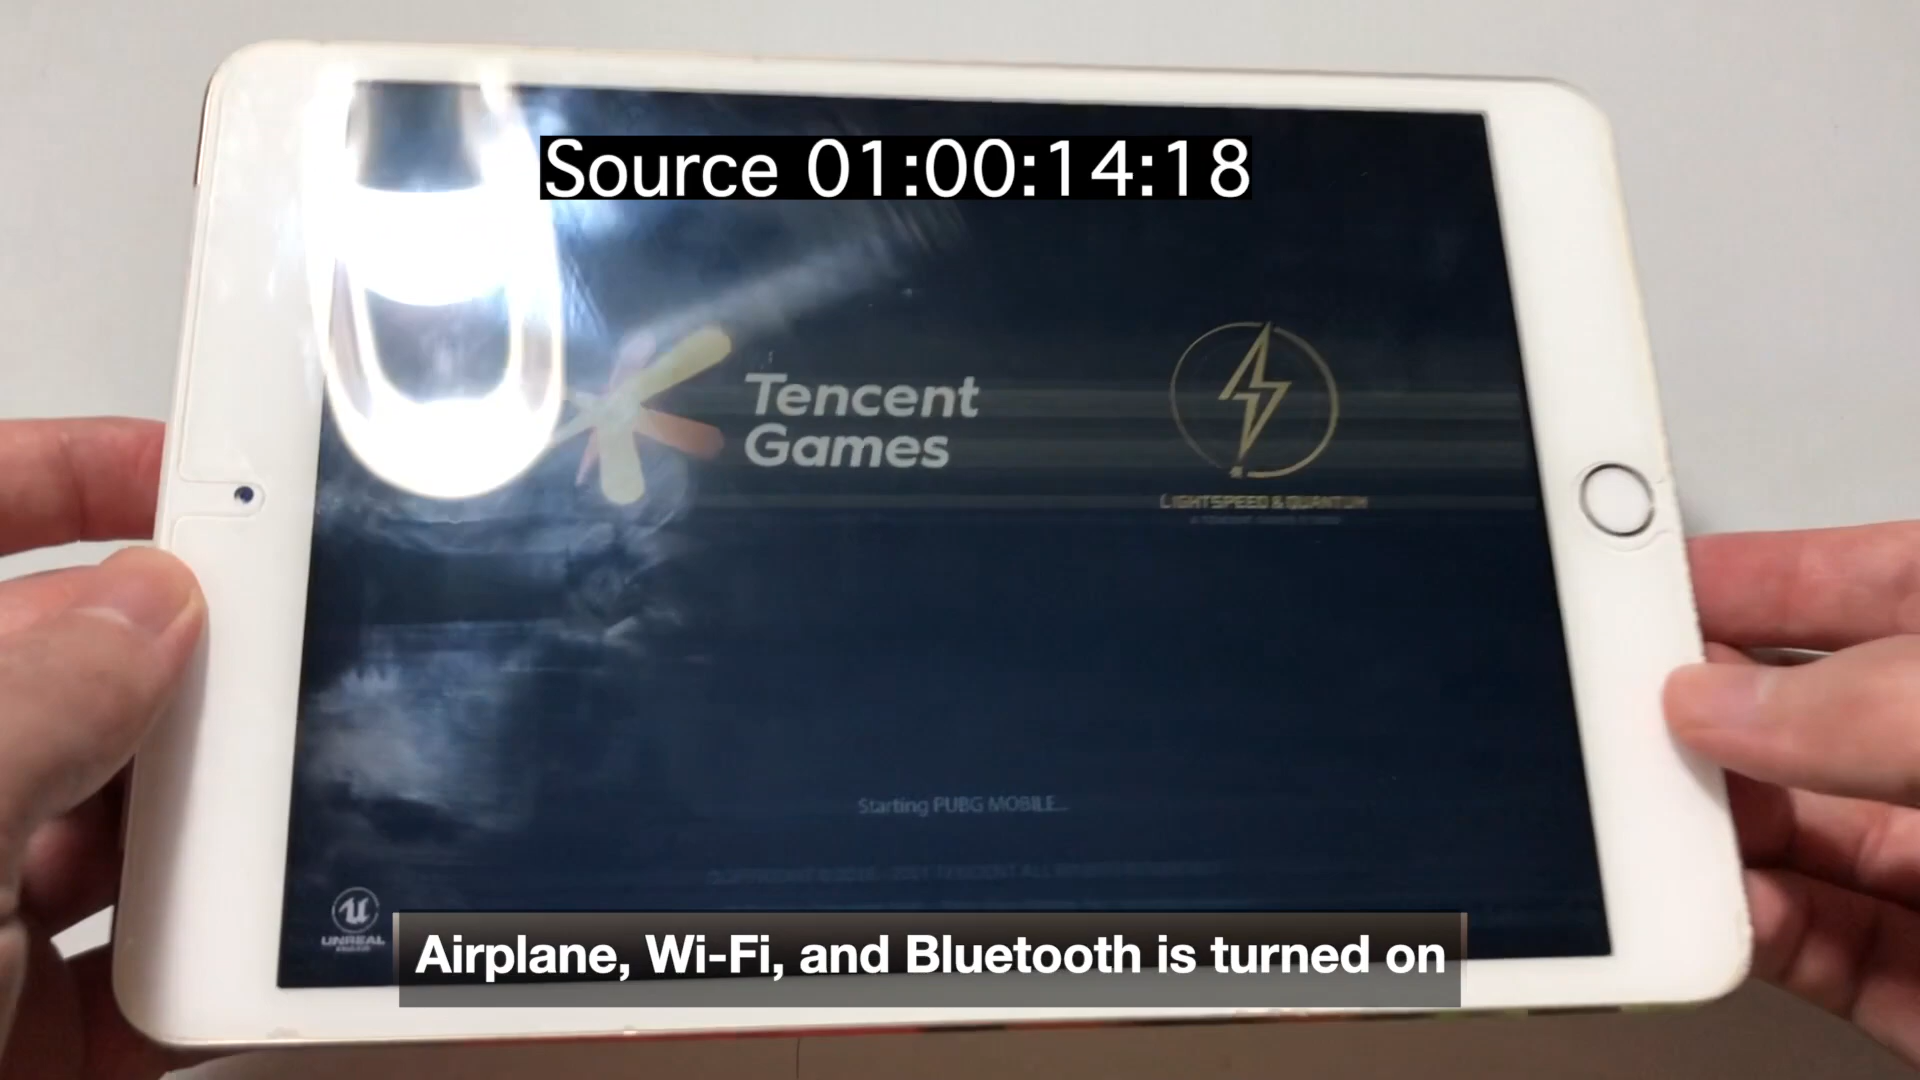 Source 01:00:14:18
Tencent
Games
LIGHTSPEED & QUANTUM
Starting PUBG MOBILE...
UNREAL
Airplane, Wi-Fi, and Bluetooth is turned on